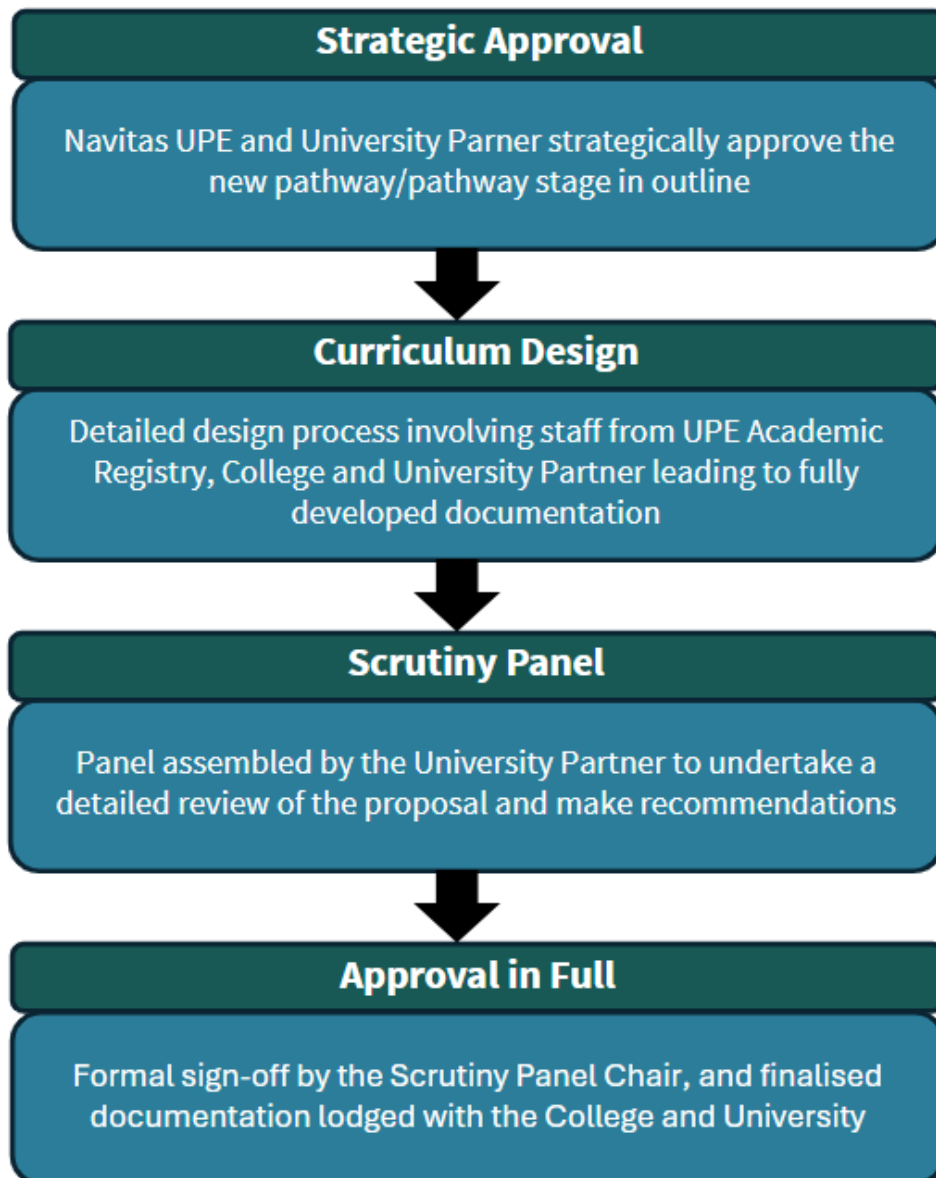 Strategic Approval
Navitas UPE and University Parner strategically approve the
new pathway/pathway stage in outline
Curriculum Design
Detailed design process involving staff from UPE Academic
Registry, College and University Partner leading to fully
developed documentation
Scrutiny Panel
Panel assembled by the University Partner to undertake a
detailed review of the proposal and make recommendations
Approval in Full
Formal sign-off by the Scrutiny Panel Chair, and finalised
documentation lodged with the College and University